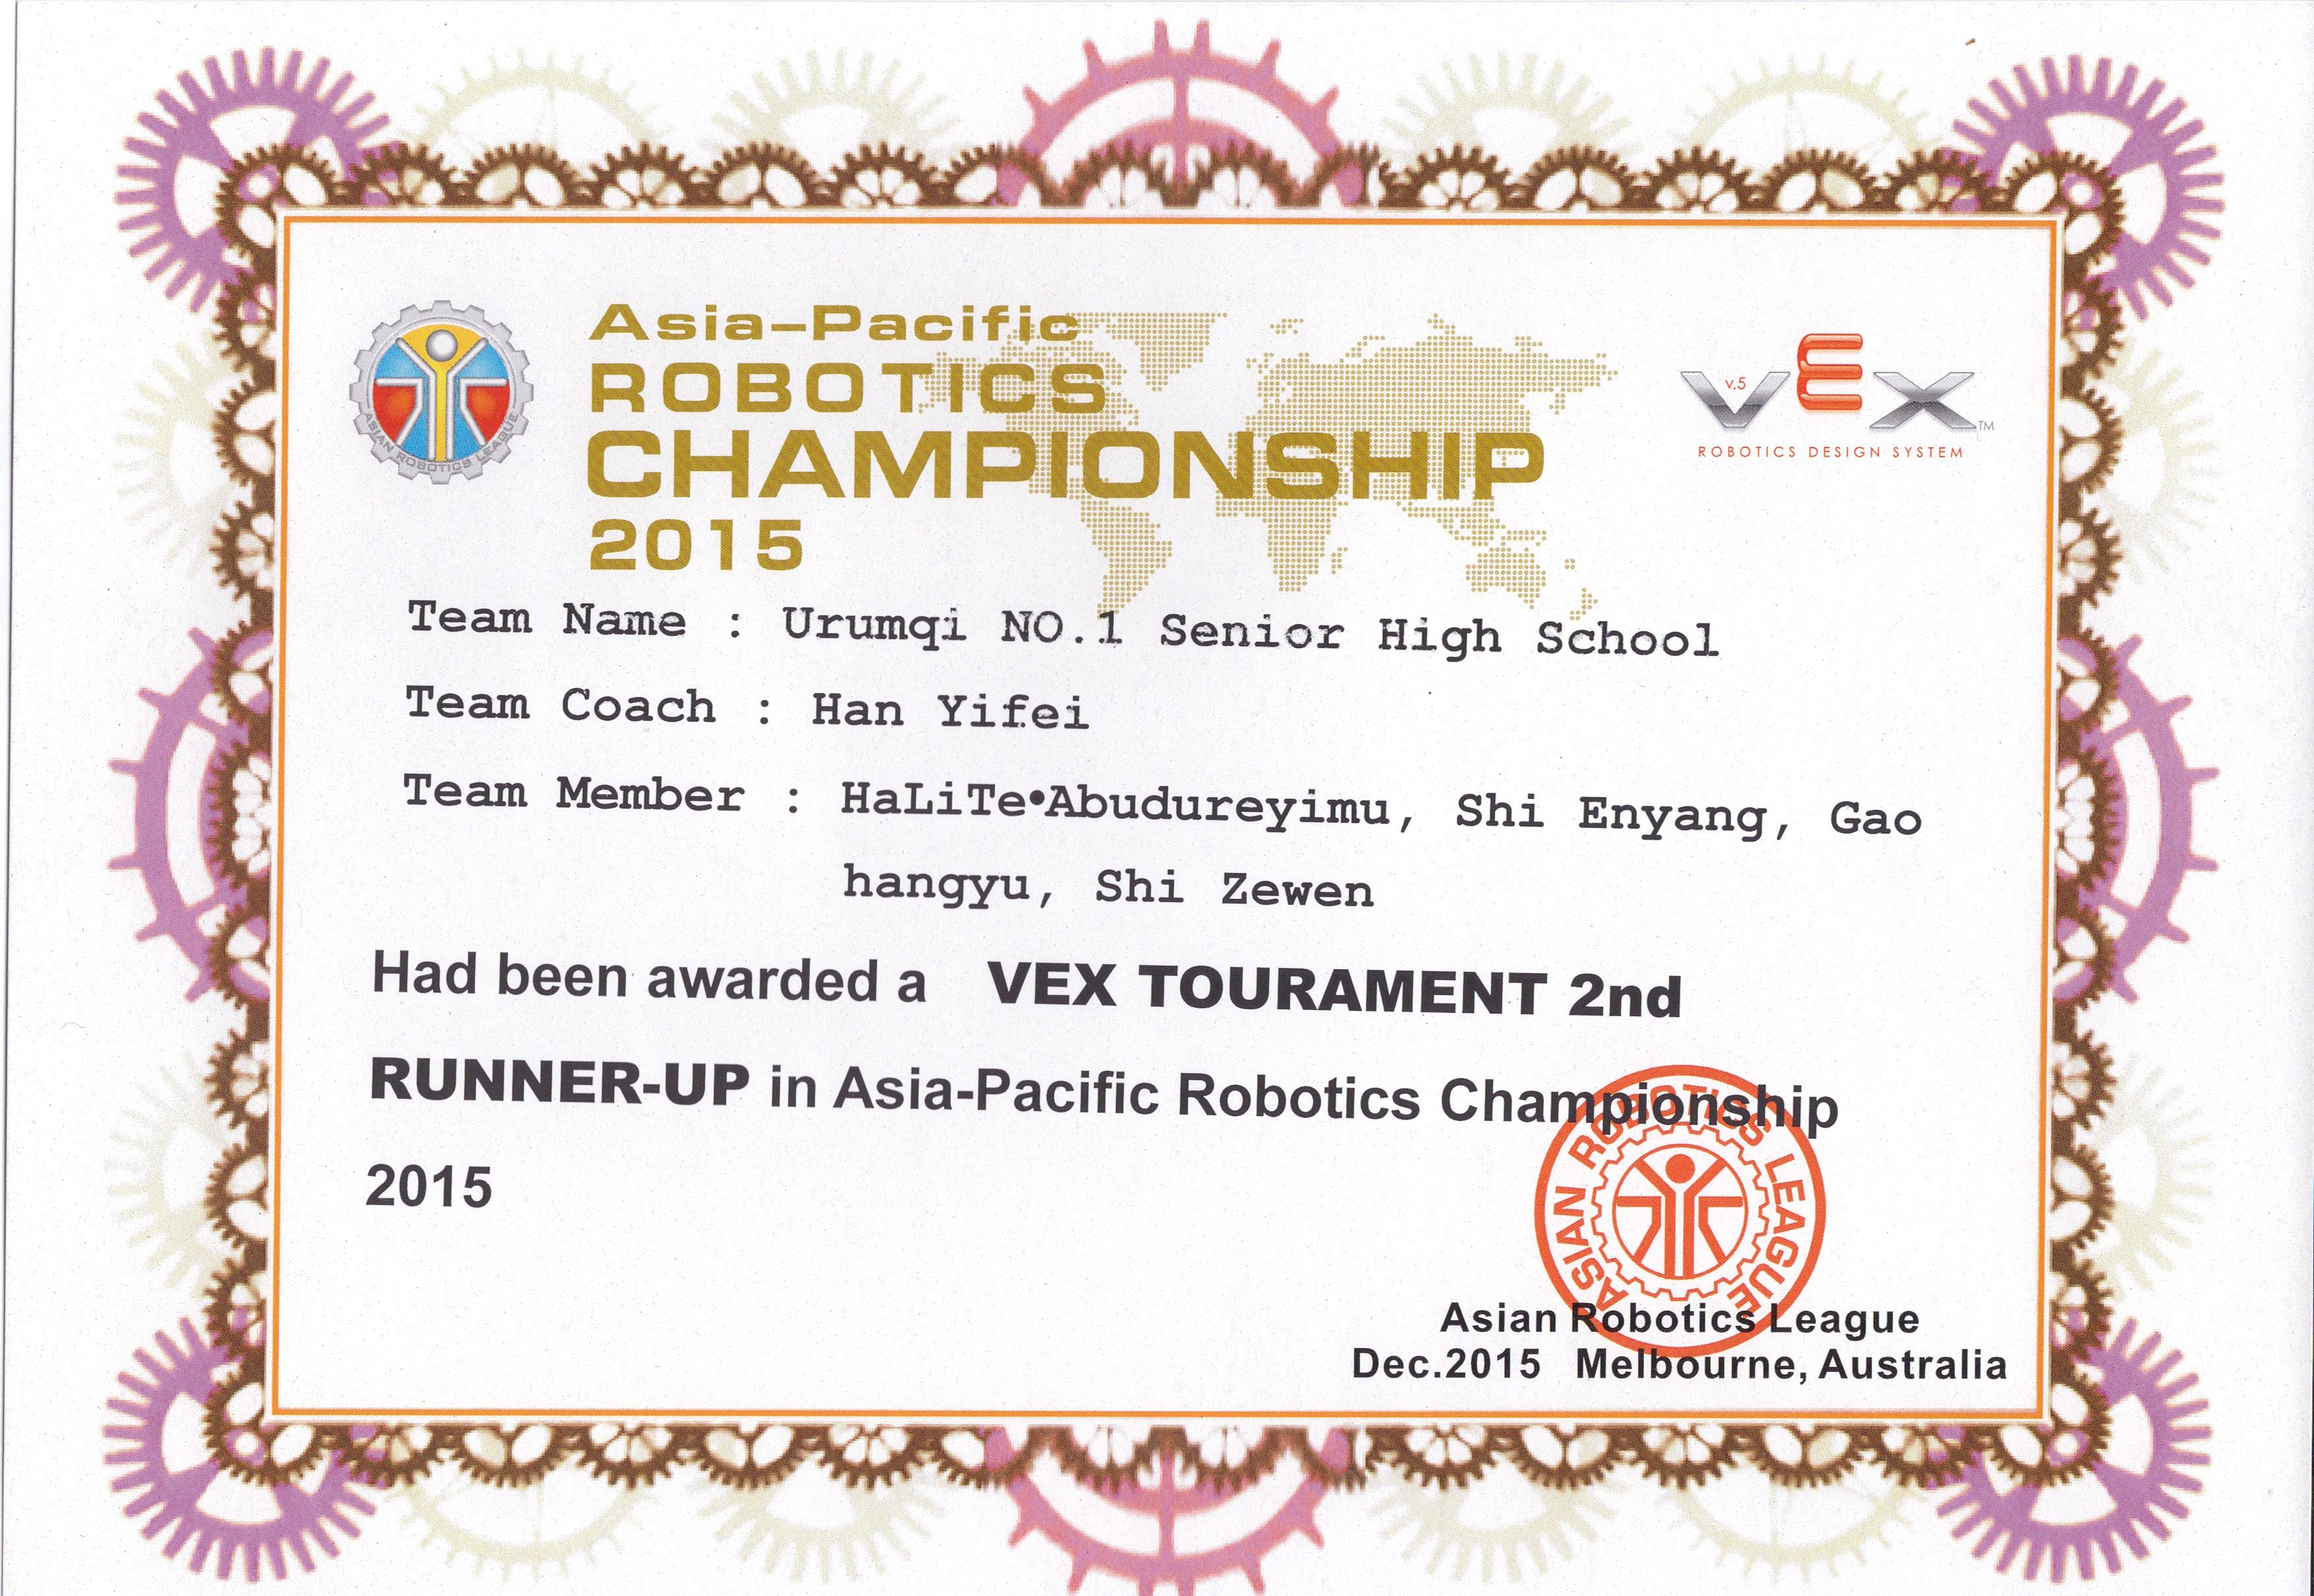 Asia-Pacific
ROBOTICS
CHAMPIONSHIP
2015
ASIAN ROBOTICS LEAGUE
v.5
VEX TM
ROBOTICS DESIGN SYSTEM
Team Name : Urumqi NO.1 Senior High School
Team Coach : Han Yifei
Team Member : HaLiTe•Abudureyimu, Shi Enyang, Gao
hangyu, Shi Zewen
Had been awarded a VEX TOURAMENT 2nd
RUNNER-UP in Asia-Pacific Robotics Championship
2015
ASIAN ROBOTICS LEAGUE
Asian Robotics League
Dec.2015 Melbourne, Australia